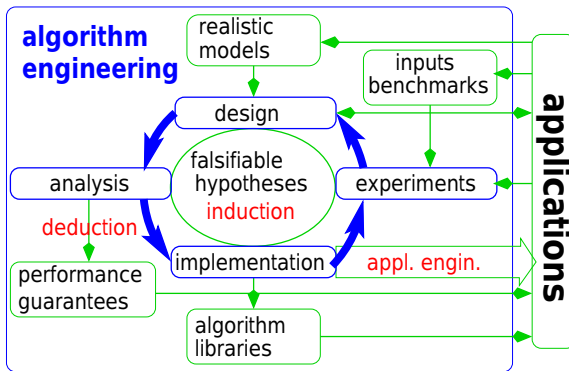 algorithm
engineering
realistic
models
inputs
benchmarks
design
falsifiable
hypotheses
induction
analysis
experiments
deduction
implementation
appl. engin.
performance
guarantees
algorithm
libraries
applications